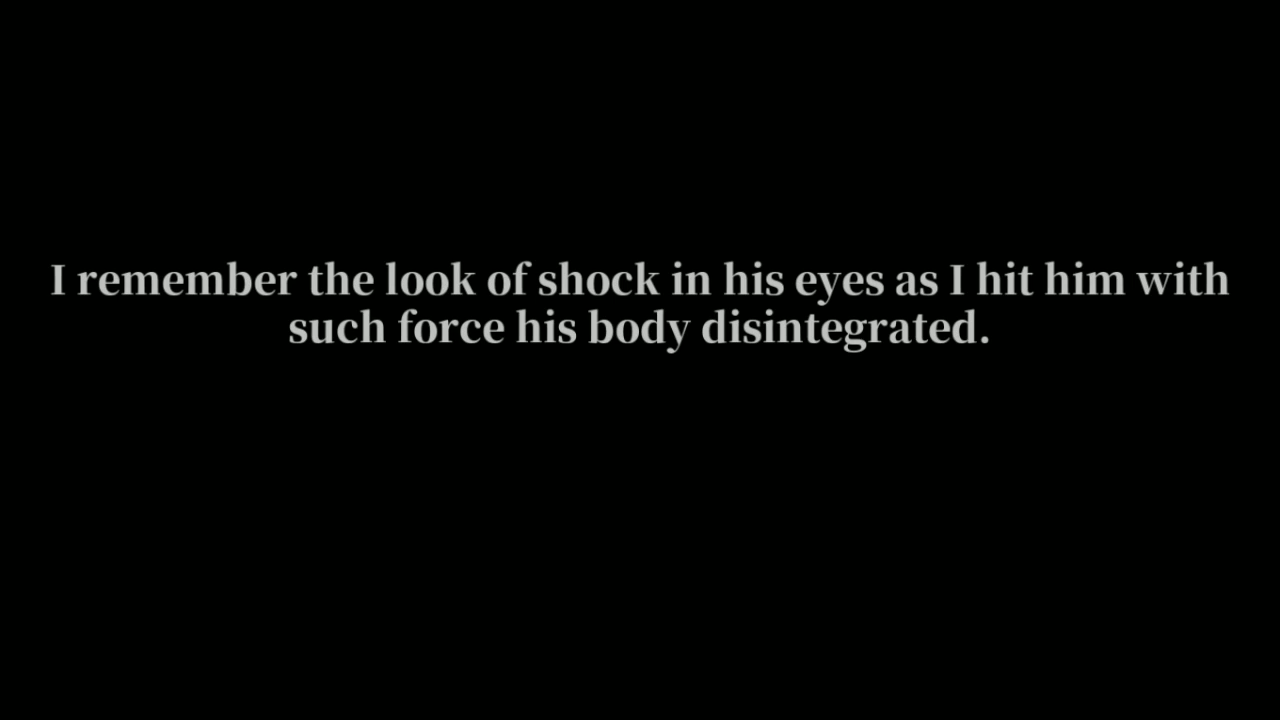 I remember the look of shock in his eyes as I hit him with
such force his body disintegrated.